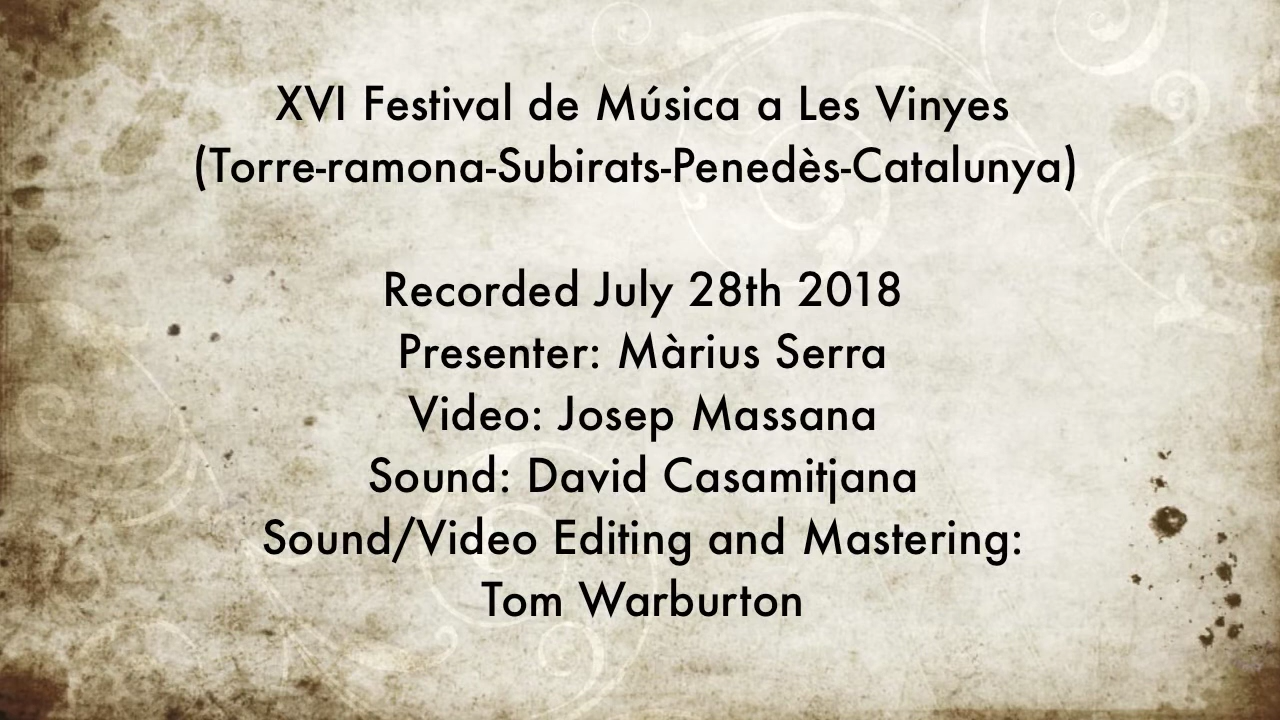 XVI Festival de Música a Les Vinyes
(Torre-ramona-Subirats-Penedès-Catalunya)
Recorded July 28th 2018
Presenter: Màrius Serra
Video: Josep Massana
Sound: David Casamitjana
Sound/Video Editing and Mastering:
Tom Warburton